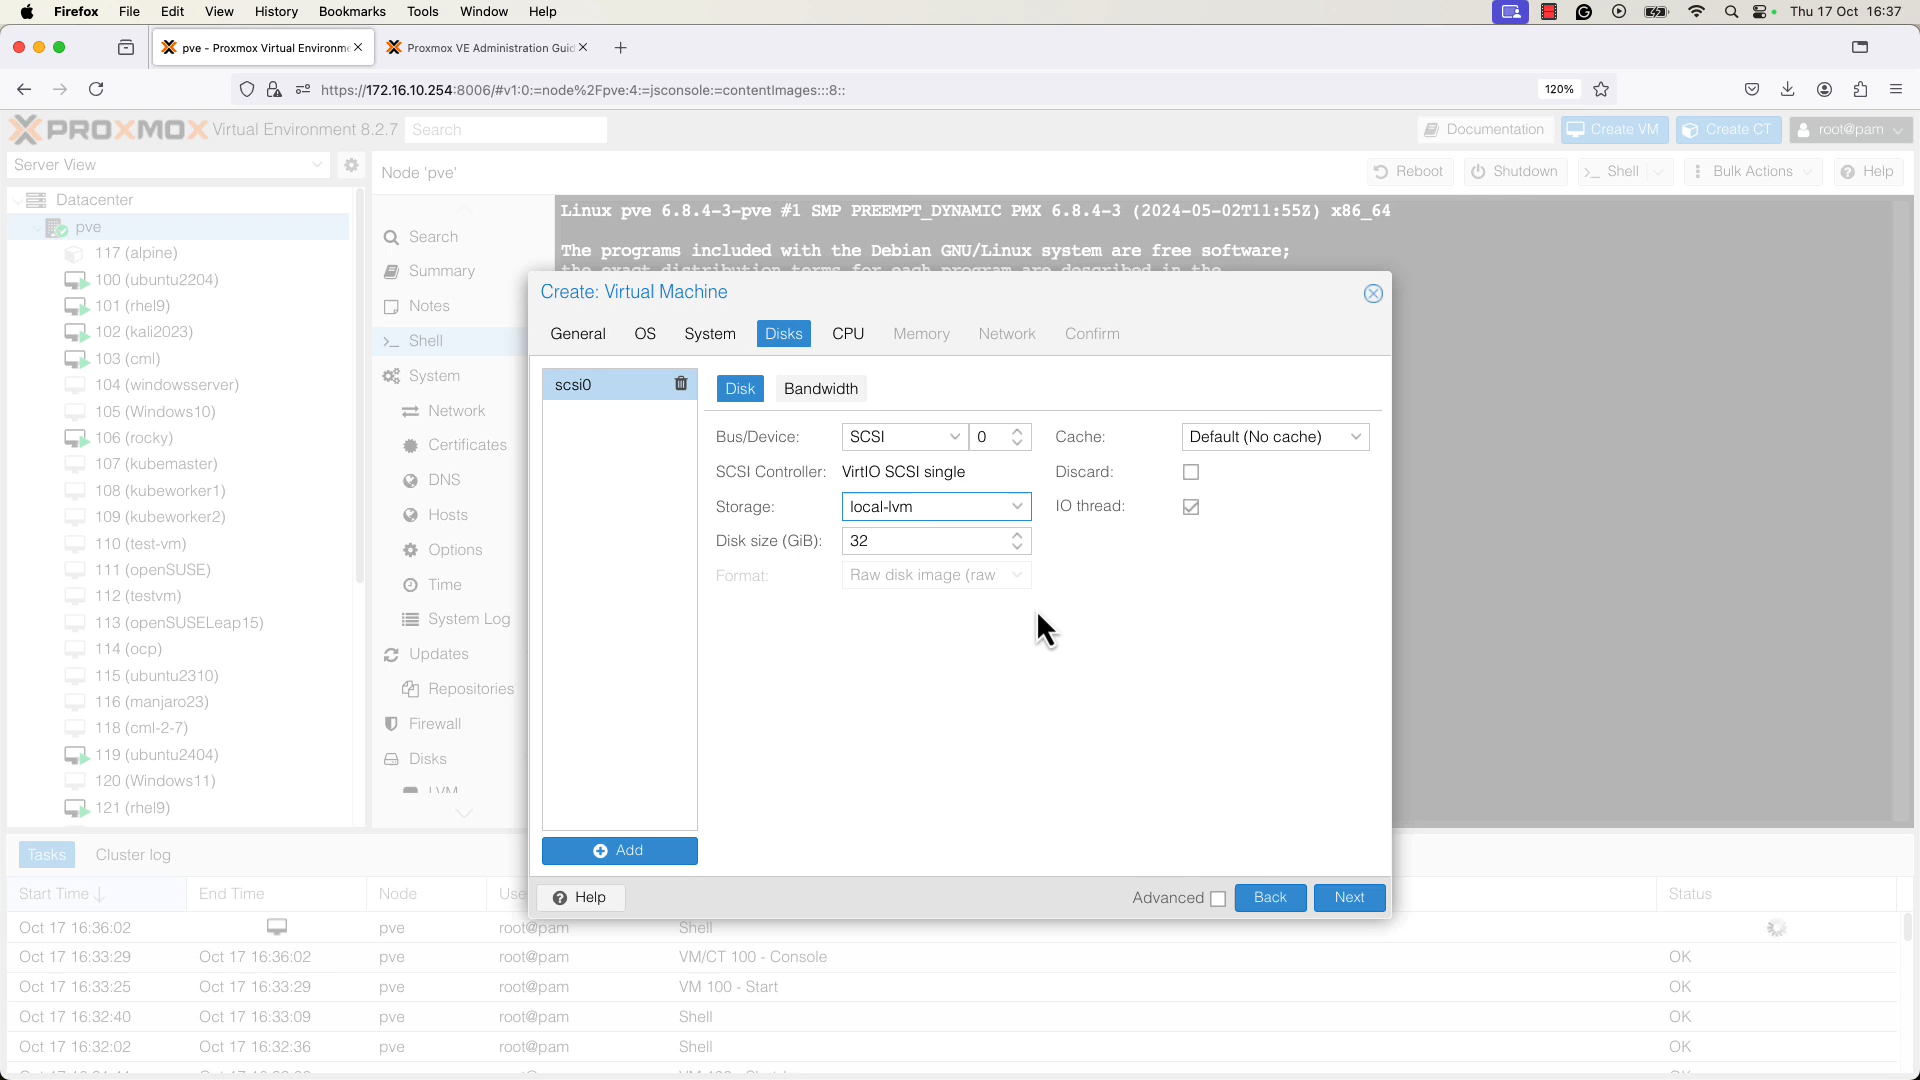 Firefox File Edit View History Bookmarks Tools Window Help Thu 17 Oct 16:37
pve - Proxmox Virtual Environme Proxmox VE Administration Guid
https://172.16.10.254:8006/#v1:0:=node%2Fpve:4:=jsconsole:=contentImages:::8:: 120%
PROXMOX Virtual Environment 8.2.7 Search Documentation Create VM Create CT root@pam
Server View Node 'pve' Reboot Shutdown Shell Bulk Actions Help
Datacenter
pve
117 (alpine)
100 (ubuntu2204)
101 (rhel9)
102 (kali2023)
103 (cml)
104 (windowsserver)
105 (Windows10)
106 (rocky)
107 (kubemaster)
108 (kubeworker1)
109 (kubeworker2)
110 (test-vm)
111 (openSUSE)
112 (testvm)
113 (openSUSELeap15)
114 (ocp)
115 (ubuntu2310)
116 (manjaro23)
118 (cml-2-7)
119 (ubuntu2404)
120 (Windows11)
121 (rhel9)
Search
Summary
Notes
Shell
System
Network
Certificates
DNS
Hosts
Options
Time
System Log
Updates
Repositories
Firewall
Disks
LVM
Linux pve 6.8.4-3-pve #1 SMP PREEMPT_DYNAMIC PMX 6.8.4-3 (2024-05-02T11:55Z) x86_64
The programs included with the Debian GNU/Linux system are free software;
the exact distribution terms for each program are described in the
Create: Virtual Machine
General OS System Disks CPU Memory Network Confirm
scsi0
Disk Bandwidth
Bus/Device: SCSI 0 Cache: Default (No cache)
SCSI Controller: VirtIO SCSI single Discard:
Storage: local-lvm IO thread:
Disk size (GiB): 32
Format: Raw disk image (raw
Add
Help Advanced Back Next
Tasks Cluster log
Start Time End Time Node Use Status
Oct 17 16:36:02 pve root@pam Shell
Oct 17 16:33:29 Oct 17 16:36:02 pve root@pam VM/CT 100 - Console OK
Oct 17 16:33:25 Oct 17 16:33:29 pve root@pam VM 100 - Start OK
Oct 17 16:32:40 Oct 17 16:33:09 pve root@pam Shell OK
Oct 17 16:32:02 Oct 17 16:32:36 pve root@pam Shell OK